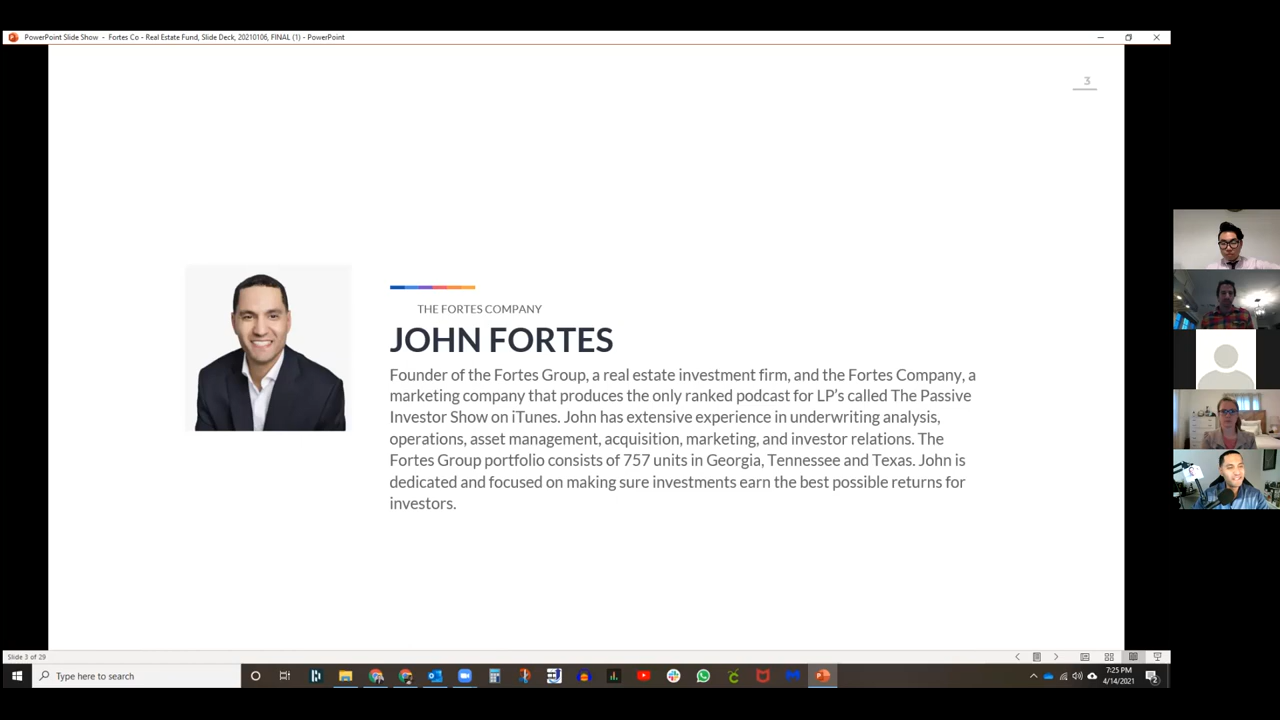 PowerPoint Slide Show - Fortes Co - Real Estate Fund, Slide Deck, 20210106, FINAL (1) - PowerPoint
3
THE FORTES COMPANY
JOHN FORTES
Founder of the Fortes Group, a real estate investment firm, and the Fortes Company, a
marketing company that produces the only ranked podcast for LP's called The Passive
Investor Show on iTunes. John has extensive experience in underwriting analysis,
operations, asset management, acquisition, marketing, and investor relations. The
Fortes Group portfolio consists of 757 units in Georgia, Tennessee and Texas. John is
dedicated and focused on making sure investments earn the best possible returns for
investors.
Slide 3 of 29
Type here to search
7:25 PM
4/14/2021
2